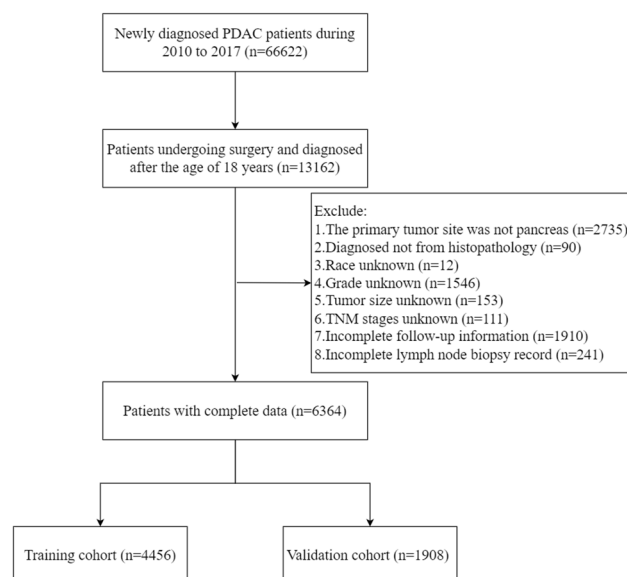 Newly diagnosed PDAC patients during
2010 to 2017 (n=66622)
Patients undergoing surgery and diagnosed
after the age of 18 years (n=13162)
Exclude:
1.The primary tumor site was not pancreas (n=2735)
2.Diagnosed not from histopathology (n=90)
3.Race unknown (n=12)
4.Grade unknown (n=1546)
5.Tumor size unknown (n=153)
6.TNM stages unknown (n=111)
7.Incomplete follow-up information (n=1910)
8.Incomplete lymph node biopsy record (n=241)
Patients with complete data (n=6364)
Training cohort (n=4456)
Validation cohort (n=1908)